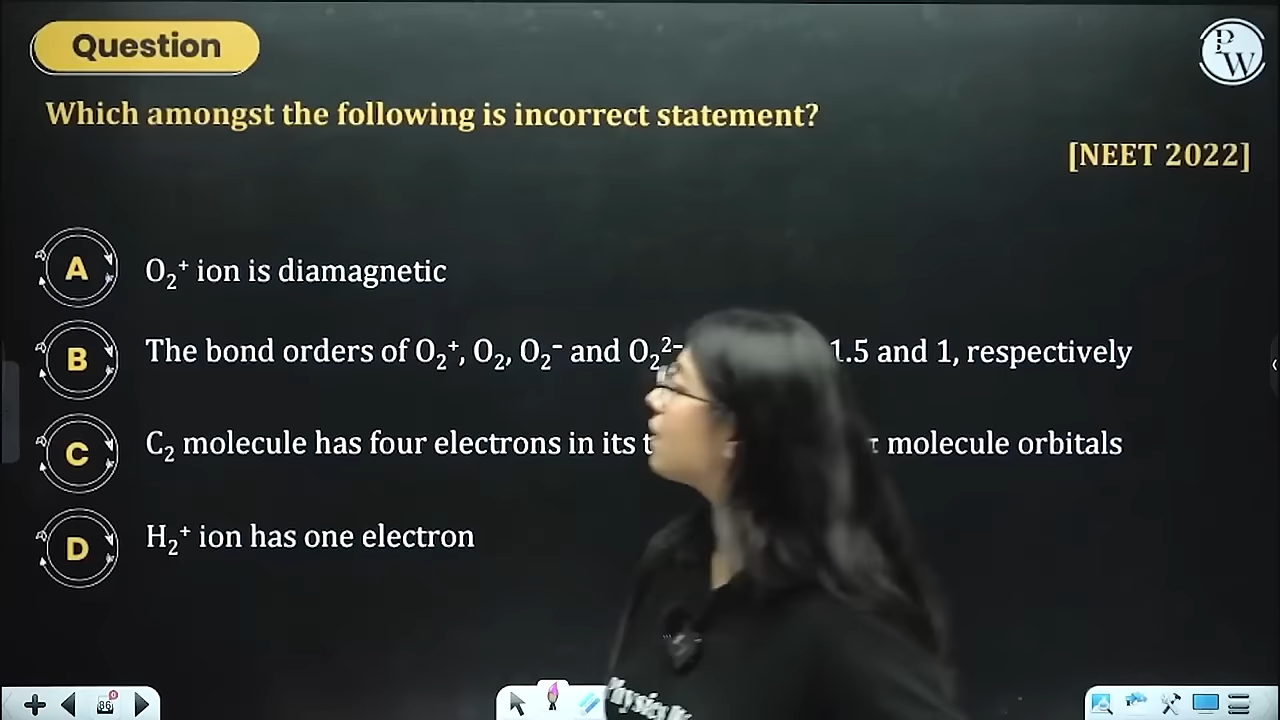 Question
PW
Which amongst the following is incorrect statement?
[NEET 2022]
A O₂⁺ ion is diamagnetic
B The bond orders of O₂⁺, O₂, O₂⁻ and O₂²⁻ 1.5 and 1, respectively
C C₂ molecule has four electrons in its molecule orbitals
D H₂⁺ ion has one electron
86